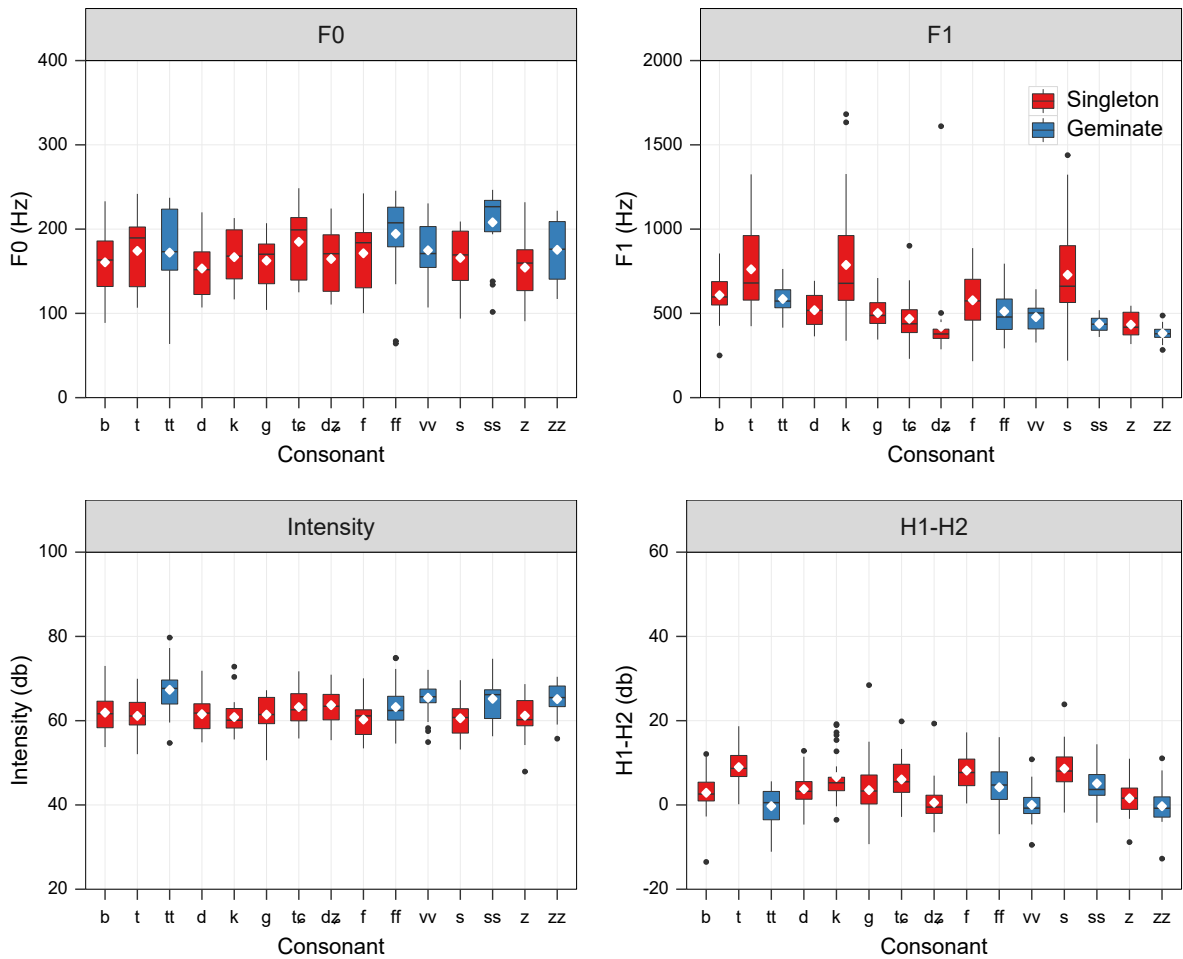 F0
400
300
200
100
0
F0 (Hz)
b t tt d k g tɕ dʑ f ff vv s ss z zz
Consonant
F1
2000
1500
1000
500
0
F1 (Hz)
Singleton
Geminate
b t tt d k g tɕ dʑ f ff vv s ss z zz
Consonant
Intensity
100
80
60
40
20
Intensity (db)
b t tt d k g tɕ dʑ f ff vv s ss z zz
Consonant
H1-H2
60
40
20
0
-20
H1-H2 (db)
b t tt d k g tɕ dʑ f ff vv s ss z zz
Consonant